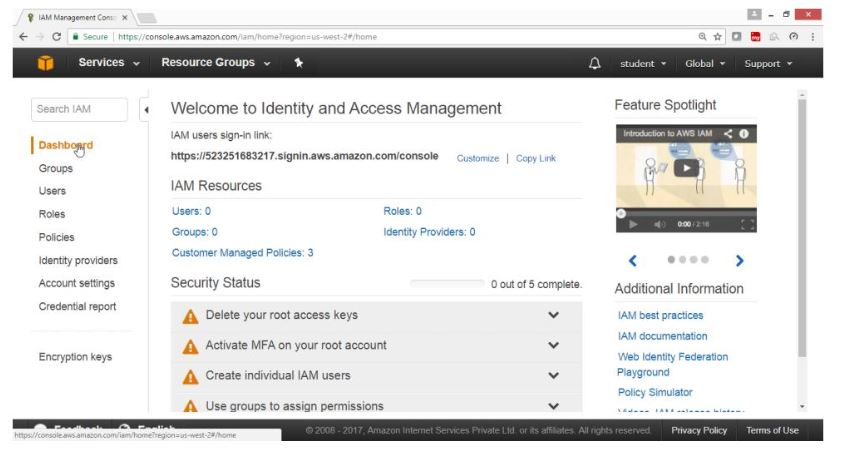 IAM Management Cons
Secure | https://console.aws.amazon.com/iam/home?region=us-west-2#/home
Services Resource Groups student Global Support
Search IAM
Dashboard
Groups
Users
Roles
Policies
Identity providers
Account settings
Credential report
Encryption keys
Welcome to Identity and Access Management
IAM users sign-in link:
https://523251683217.signin.aws.amazon.com/console Customize | Copy Link
IAM Resources
Users: 0 Roles: 0
Groups: 0 Identity Providers: 0
Customer Managed Policies: 3
Security Status 0 out of 5 complete.
Delete your root access keys
Activate MFA on your root account
Create individual IAM users
Use groups to assign permissions
Feature Spotlight
Introduction to AWS IAM
0:00 / 2:16
Additional Information
IAM best practices
IAM documentation
Web Identity Federation
Playground
Policy Simulator
Videos, IAM release history
Feedback English © 2008 - 2017, Amazon Internet Services Private Ltd. or its affiliates. All rights reserved. Privacy Policy Terms of Use
https://console.aws.amazon.com/iam/home?region=us-west-2#/home